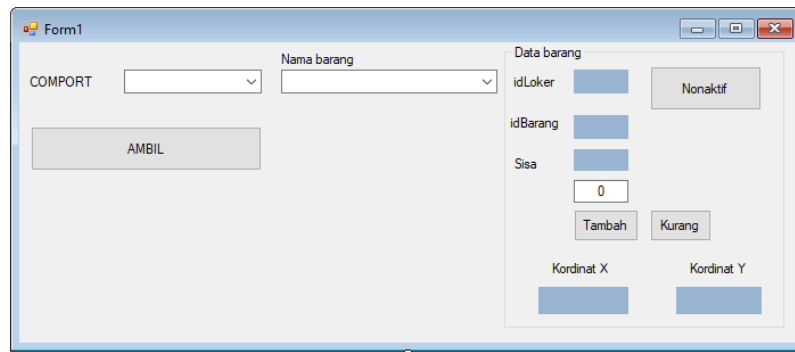 Form1
COMPORT
Nama barang
AMBIL
Data barang
idLoker
Nonaktif
idBarang
Sisa
0
Tambah Kurang
Kordinat X Kordinat Y